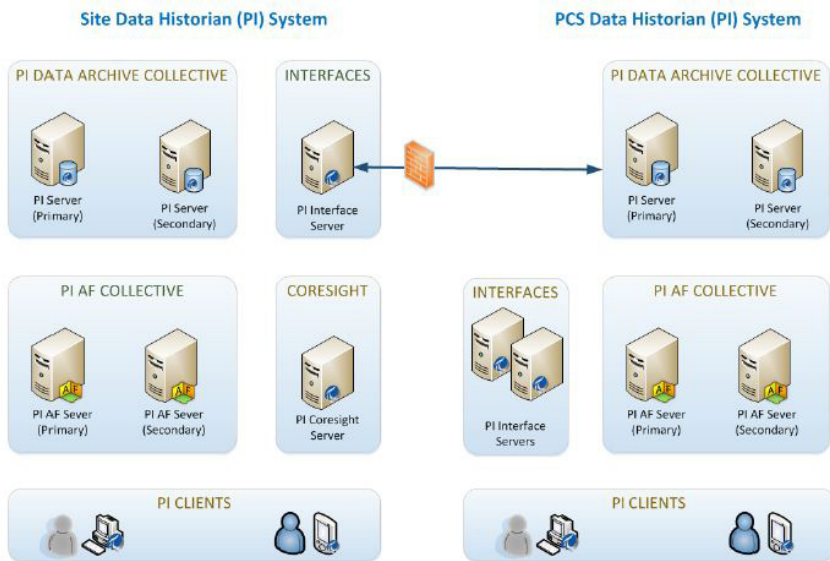 Site Data Historian (PI) System
PCS Data Historian (PI) System
PI DATA ARCHIVE COLLECTIVE
INTERFACES
PI DATA ARCHIVE COLLECTIVE
PI Server
(Primary)
PI Server
(Secondary)
PI Interface
Server
PI Server
(Primary)
PI Server
(Secondary)
PI AF COLLECTIVE
CORESIGHT
INTERFACES
PI AF COLLECTIVE
PI AF Sever
(Primary)
PI AF Sever
(Secondary)
PI Coresight
Server
PI Interface
Servers
PI AF Sever
(Primary)
PI AF Sever
(Secondary)
PI CLIENTS
PI CLIENTS